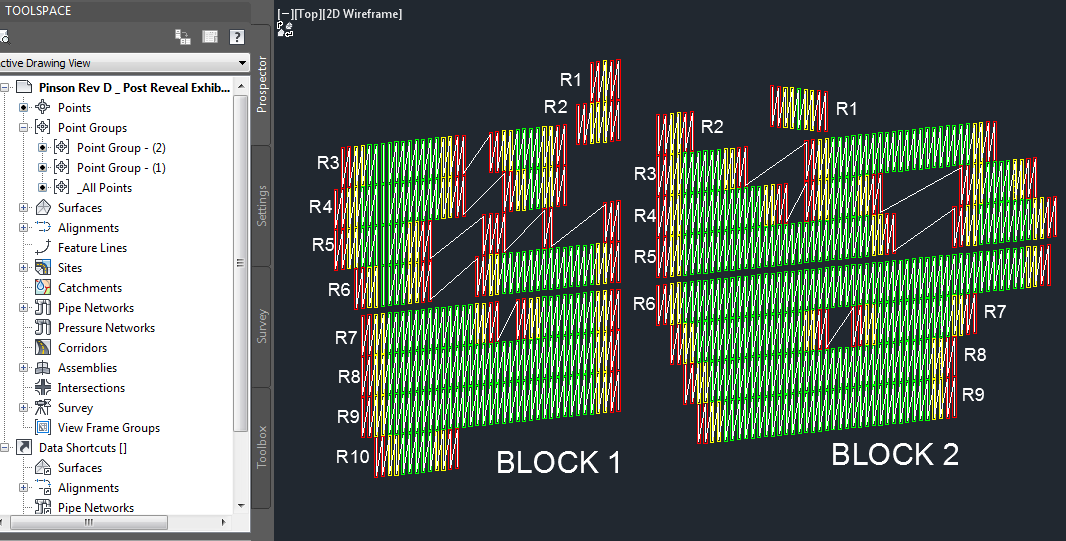 TOOLSPACE
ctive Drawing View
Pinson Rev D _ Post Reveal Exhib...
Points
Point Groups
Point Group - (2)
Point Group - (1)
_All Points
Surfaces
Alignments
Feature Lines
Sites
Catchments
Pipe Networks
Pressure Networks
Corridors
Assemblies
Intersections
Survey
View Frame Groups
Data Shortcuts []
Surfaces
Alignments
Pipe Networks
Prospector
Settings
Survey
Toolbox
[−][Top][2D Wireframe]
R1
R2
R3
R4
R5
R6
R7
R8
R9
R10
BLOCK 1
R1
R2
R3
R4
R5
R6
R7
R8
R9
BLOCK 2